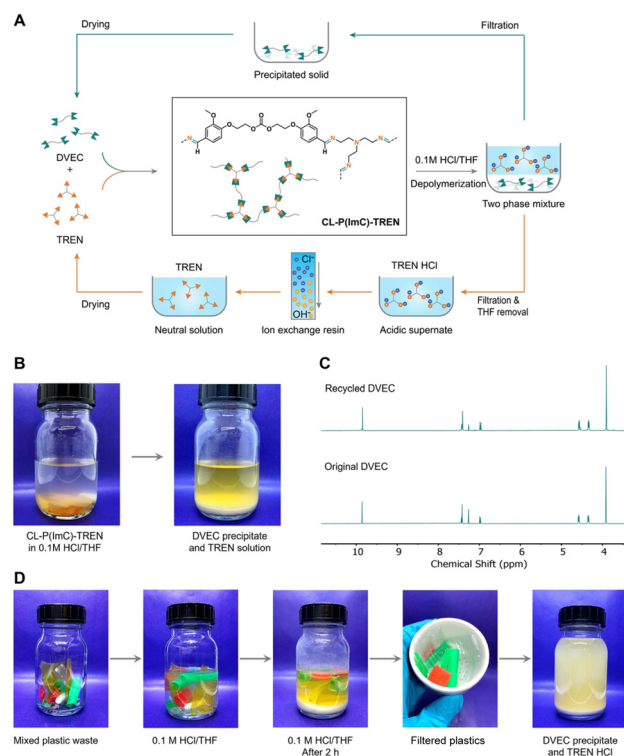 A
Drying
Filtration
Precipitated solid
DVEC
+
TREN
O
O
O
O
O
O
O
N
H
H
N
N
N
N
CL-P(ImC)-TREN
0.1M HCl/THF
Depolymerization
Two phase mixture
TREN
Cl-
OH-
TREN HCl
Drying
Neutral solution
Ion exchange resin
Acidic supernate
Filtration &
THF removal
B
CL-P(ImC)-TREN
in 0.1M HCl/THF
DVEC precipitate
and TREN solution
C
Recycled DVEC
Original DVEC
10 9 8 7 6 5 4
Chemical Shift (ppm)
D
Mixed plastic waste
0.1 M HCl/THF
0.1 M HCl/THF
After 2 h
Filtered plastics
DVEC precipitate
and TREN HCl